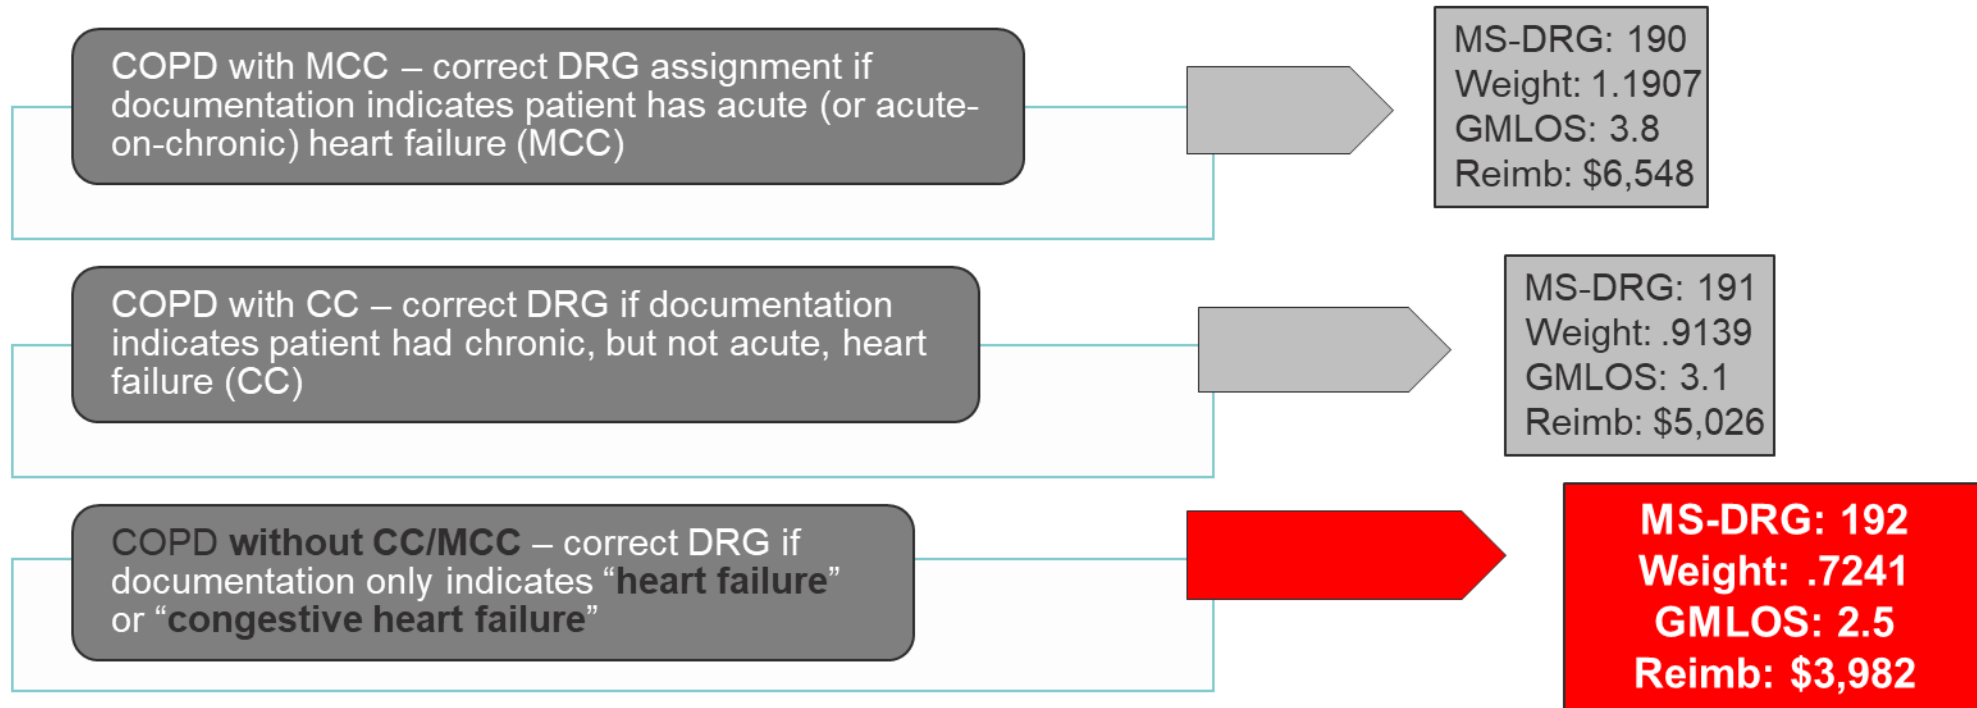 COPD with MCC – correct DRG assignment if
documentation indicates patient has acute (or acute-
on-chronic) heart failure (MCC)
MS-DRG: 190
Weight: 1.1907
GMLOS: 3.8
Reimb: $6,548
COPD with CC – correct DRG if documentation
indicates patient had chronic, but not acute, heart
failure (CC)
MS-DRG: 191
Weight: .9139
GMLOS: 3.1
Reimb: $5,026
COPD without CC/MCC – correct DRG if
documentation only indicates “heart failure”
or “congestive heart failure”
MS-DRG: 192
Weight: .7241
GMLOS: 2.5
Reimb: $3,982